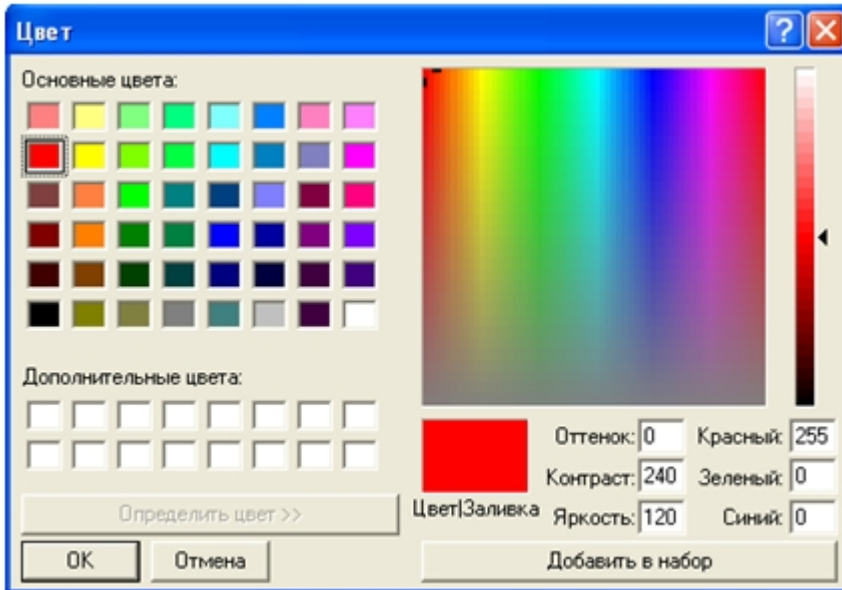 Цвет
Основные цвета:
Дополнительные цвета:
Определить цвет >>
ОК
Отмена
Цвет|Заливка
Оттенок: 0
Контраст: 240
Яркость: 120
Красный: 255
Зеленый: 0
Синий: 0
Добавить в набор